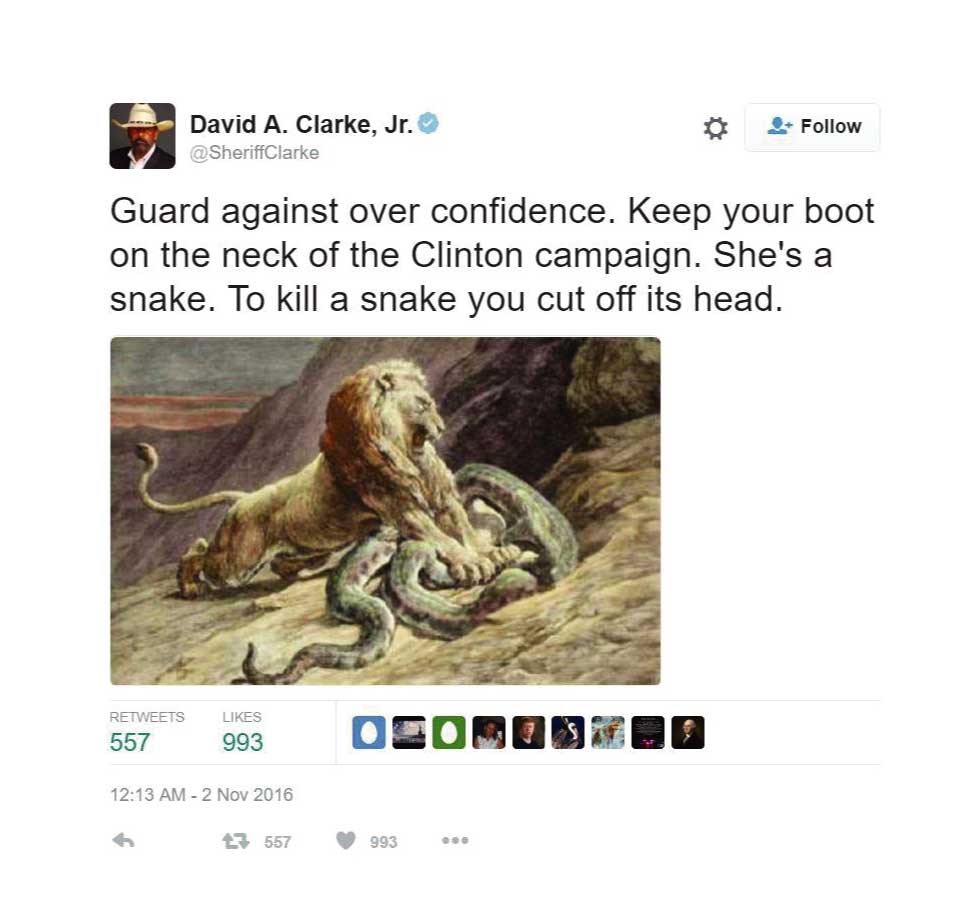 David A. Clarke, Jr.
Follow
@SheriffClarke
Guard against over confidence. Keep your boot
on the neck of the Clinton campaign. She's a
snake. To kill a snake you cut off its head.
RETWEETS LIKES
557 993
12:13 AM - 2 Nov 2016
557 993